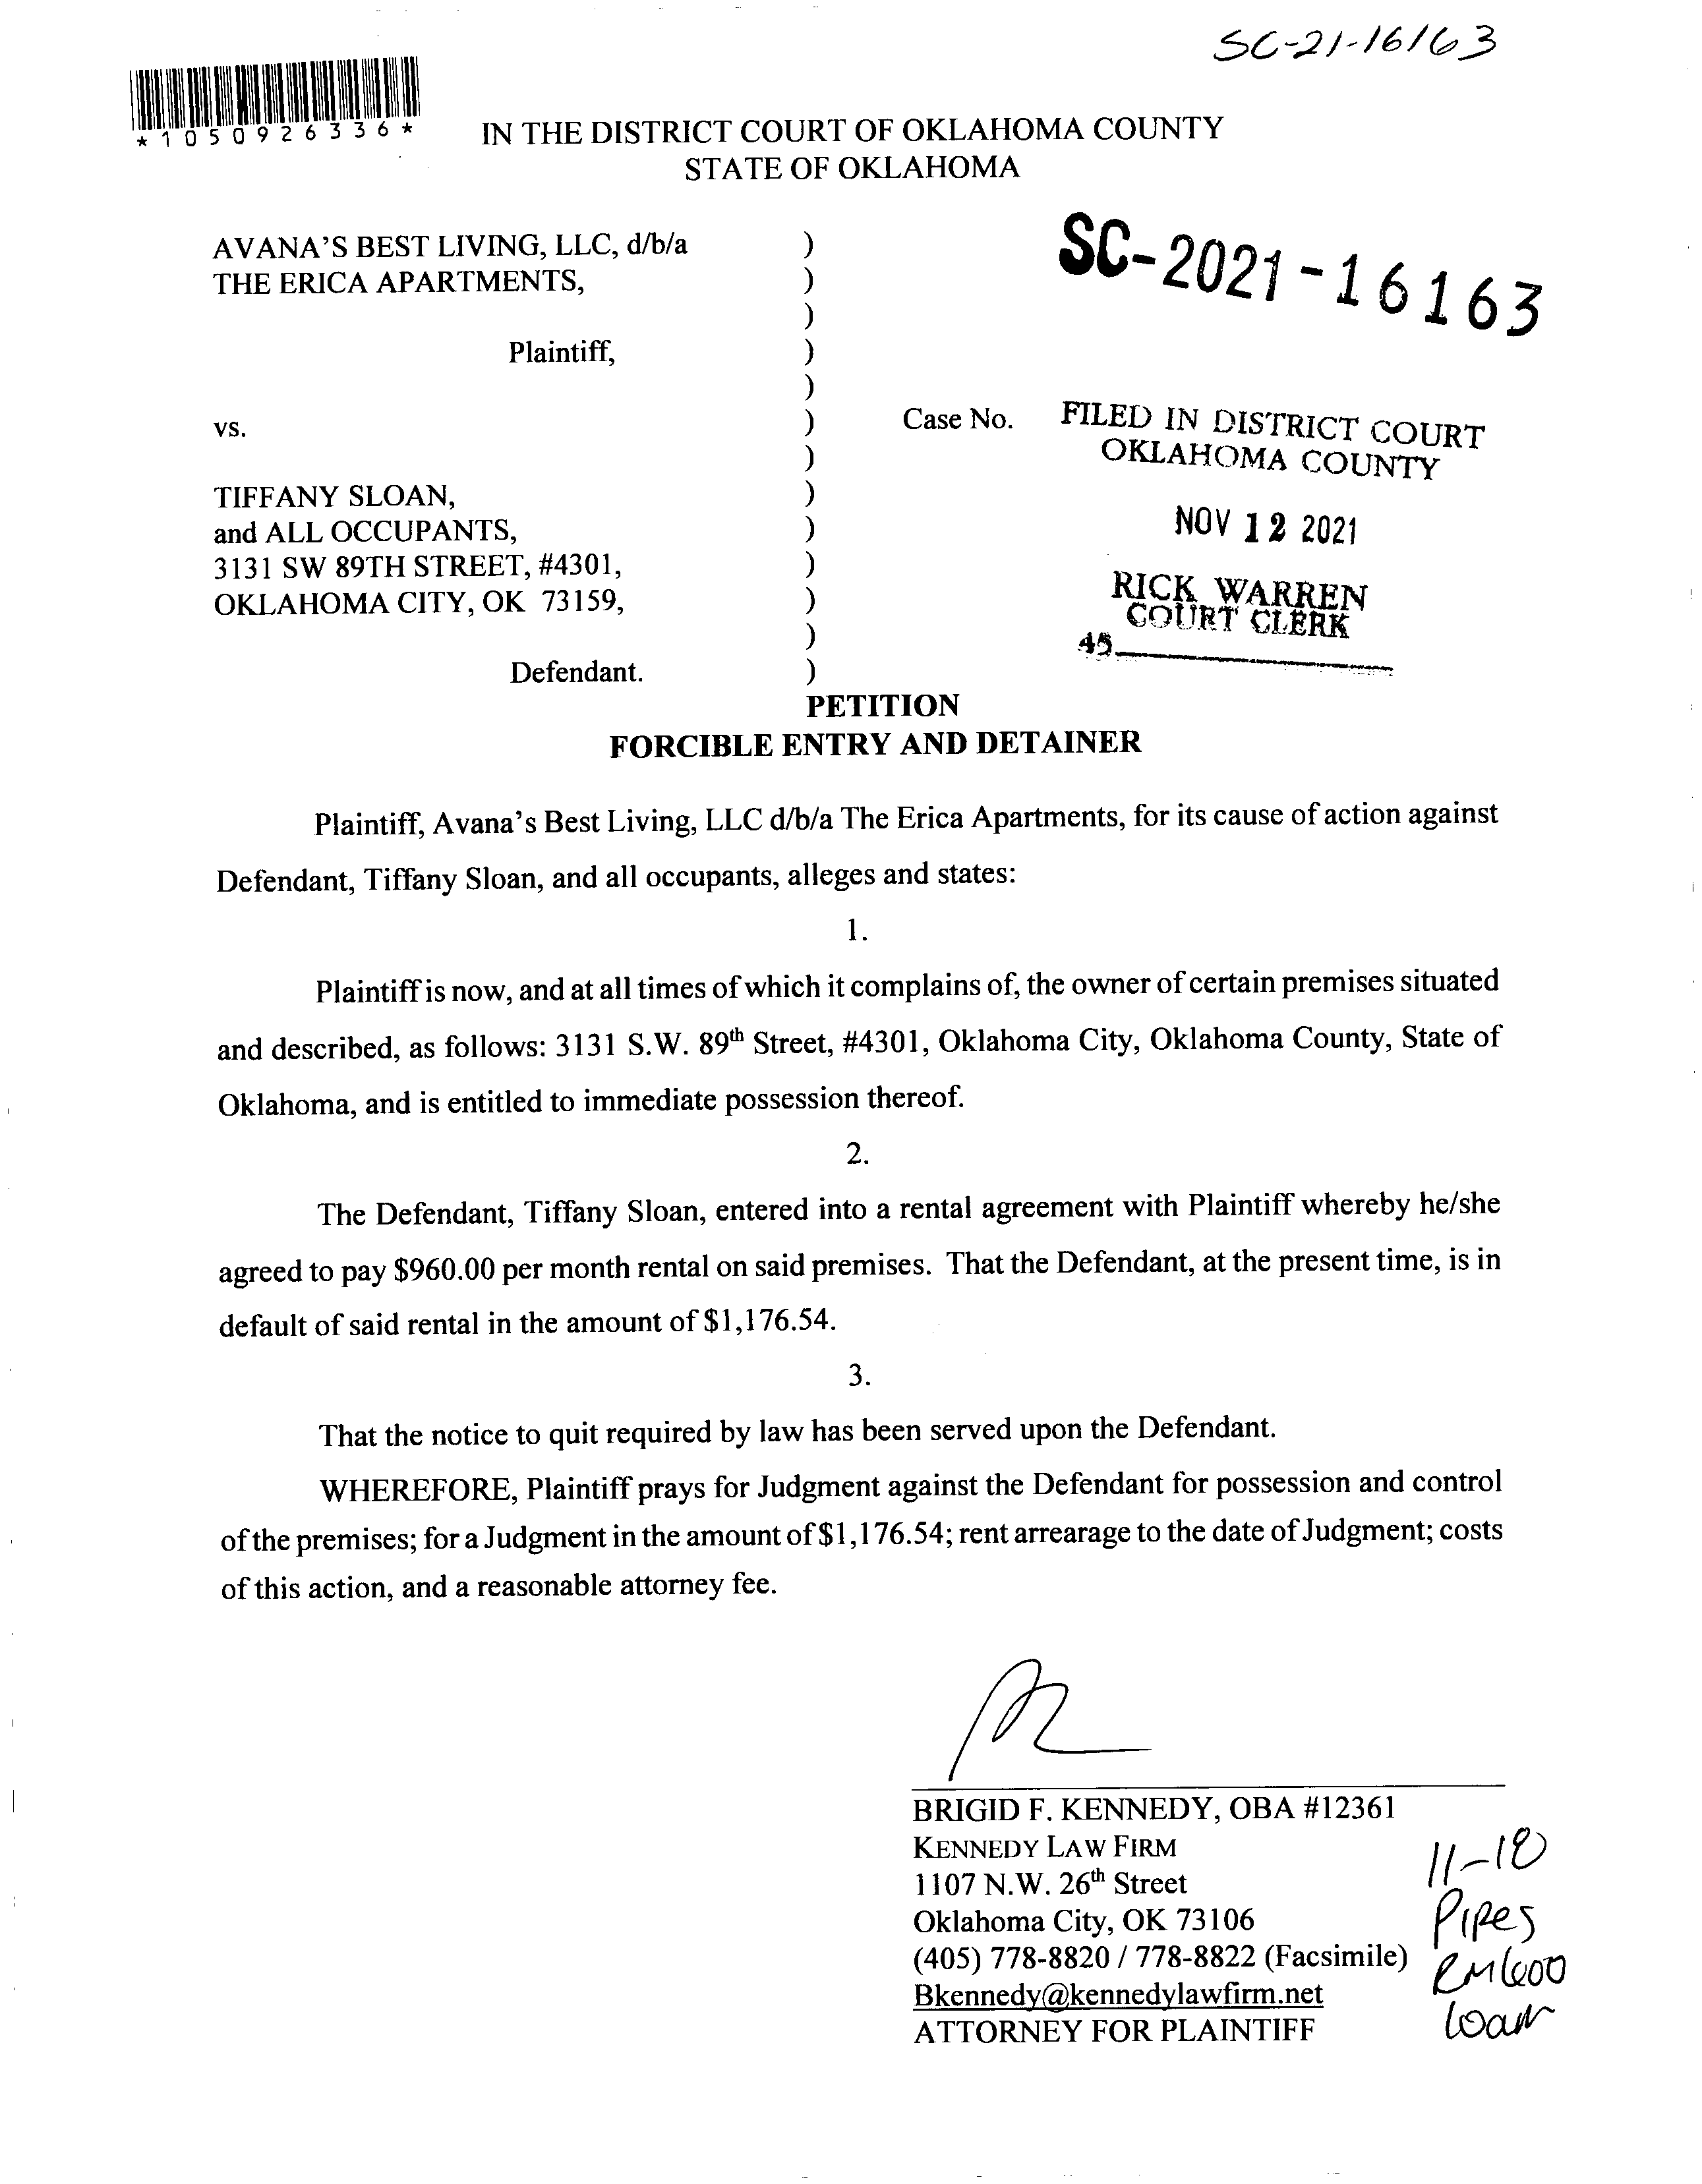 SC-21-16163
*1050926336*
IN THE DISTRICT COURT OF OKLAHOMA COUNTY
STATE OF OKLAHOMA
AVANA'S BEST LIVING, LLC, d/b/a )
THE ERICA APARTMENTS, )
)
Plaintiff, )
)
vs. )
)
TIFFANY SLOAN, )
and ALL OCCUPANTS, )
3131 SW 89TH STREET, #4301, )
OKLAHOMA CITY, OK 73159, )
)
Defendant. )
SC-2021-16163
Case No.
FILED IN DISTRICT COURT
OKLAHOMA COUNTY
NOV 12 2021
RICK WARREN
COURT CLERK
45
PETITION
FORCIBLE ENTRY AND DETAINER
Plaintiff, Avana's Best Living, LLC d/b/a The Erica Apartments, for its cause of action against
Defendant, Tiffany Sloan, and all occupants, alleges and states:
1.
Plaintiff is now, and at all times of which it complains of, the owner of certain premises situated
and described, as follows: 3131 S.W. 89th Street, #4301, Oklahoma City, Oklahoma County, State of
Oklahoma, and is entitled to immediate possession thereof.
2.
The Defendant, Tiffany Sloan, entered into a rental agreement with Plaintiff whereby he/she
agreed to pay $960.00 per month rental on said premises. That the Defendant, at the present time, is in
default of said rental in the amount of $1,176.54.
3.
That the notice to quit required by law has been served upon the Defendant.
WHEREFORE, Plaintiff prays for Judgment against the Defendant for possession and control
of the premises; for a Judgment in the amount of $1,176.54; rent arrearage to the date of Judgment; costs
of this action, and a reasonable attorney fee.
BRIGID F. KENNEDY, OBA #12361
KENNEDY LAW FIRM
1107 N.W. 26th Street
Oklahoma City, OK 73106
(405) 778-8820 / 778-8822 (Facsimile)
Bkennedy@kennedylawfirm.net
ATTORNEY FOR PLAINTIFF
11-18
Pipes